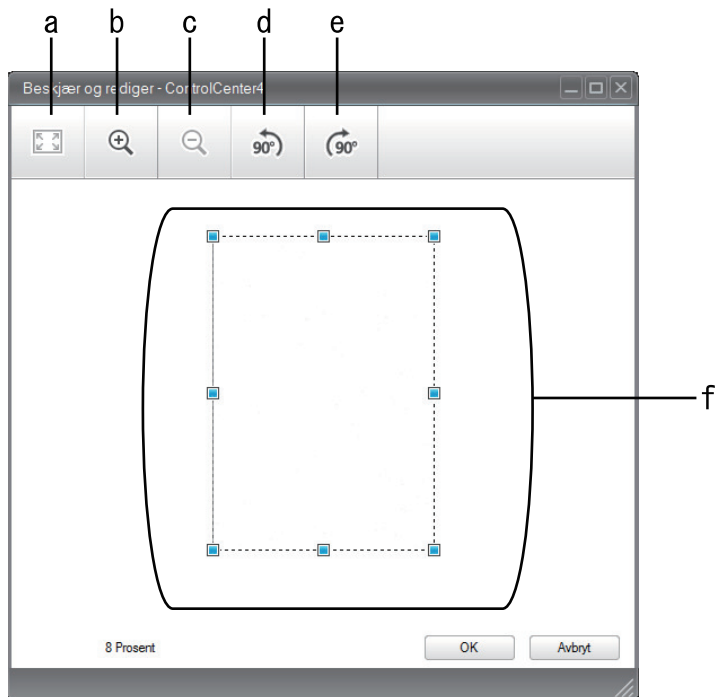 a b c d e
Beskjær og rediger - ControlCenter4
90° 90°
f
8 Prosent OK Avbryt